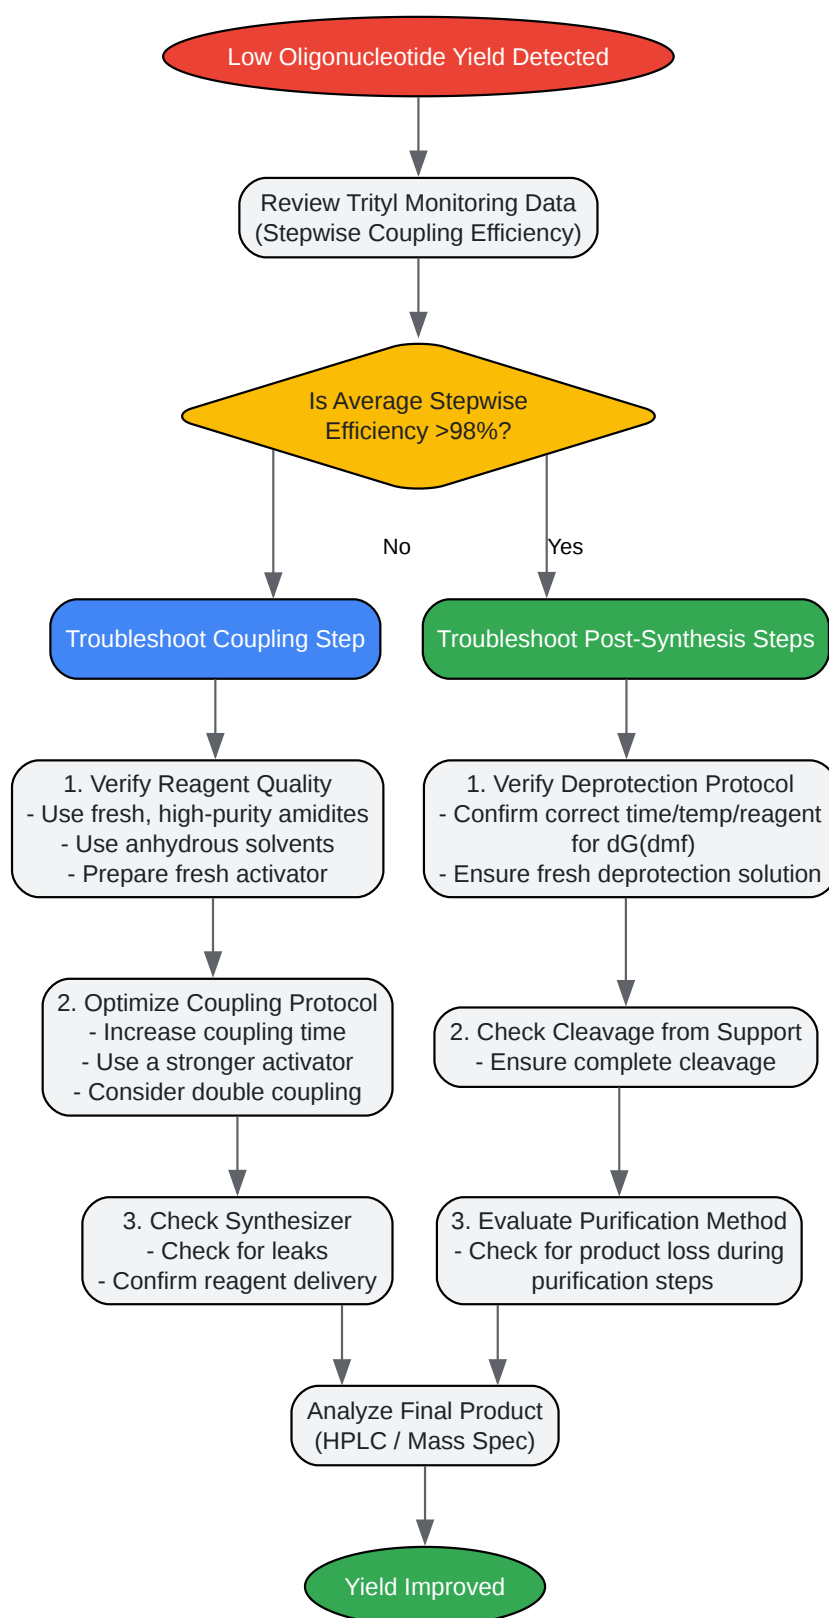 Low Oligonucleotide Yield Detected
Review Trityl Monitoring Data
(Stepwise Coupling Efficiency)
Is Average Stepwise
Efficiency >98%?
No
Yes
Troubleshoot Coupling Step
Troubleshoot Post-Synthesis Steps
1. Verify Reagent Quality
- Use fresh, high-purity amidites
- Use anhydrous solvents
- Prepare fresh activator
1. Verify Deprotection Protocol
- Confirm correct time/temp/reagent
for dG(dmf)
- Ensure fresh deprotection solution
2. Optimize Coupling Protocol
- Increase coupling time
- Use a stronger activator
- Consider double coupling
2. Check Cleavage from Support
- Ensure complete cleavage
3. Check Synthesizer
- Check for leaks
- Confirm reagent delivery
3. Evaluate Purification Method
- Check for product loss during
purification steps
Analyze Final Product
(HPLC / Mass Spec)
Yield Improved